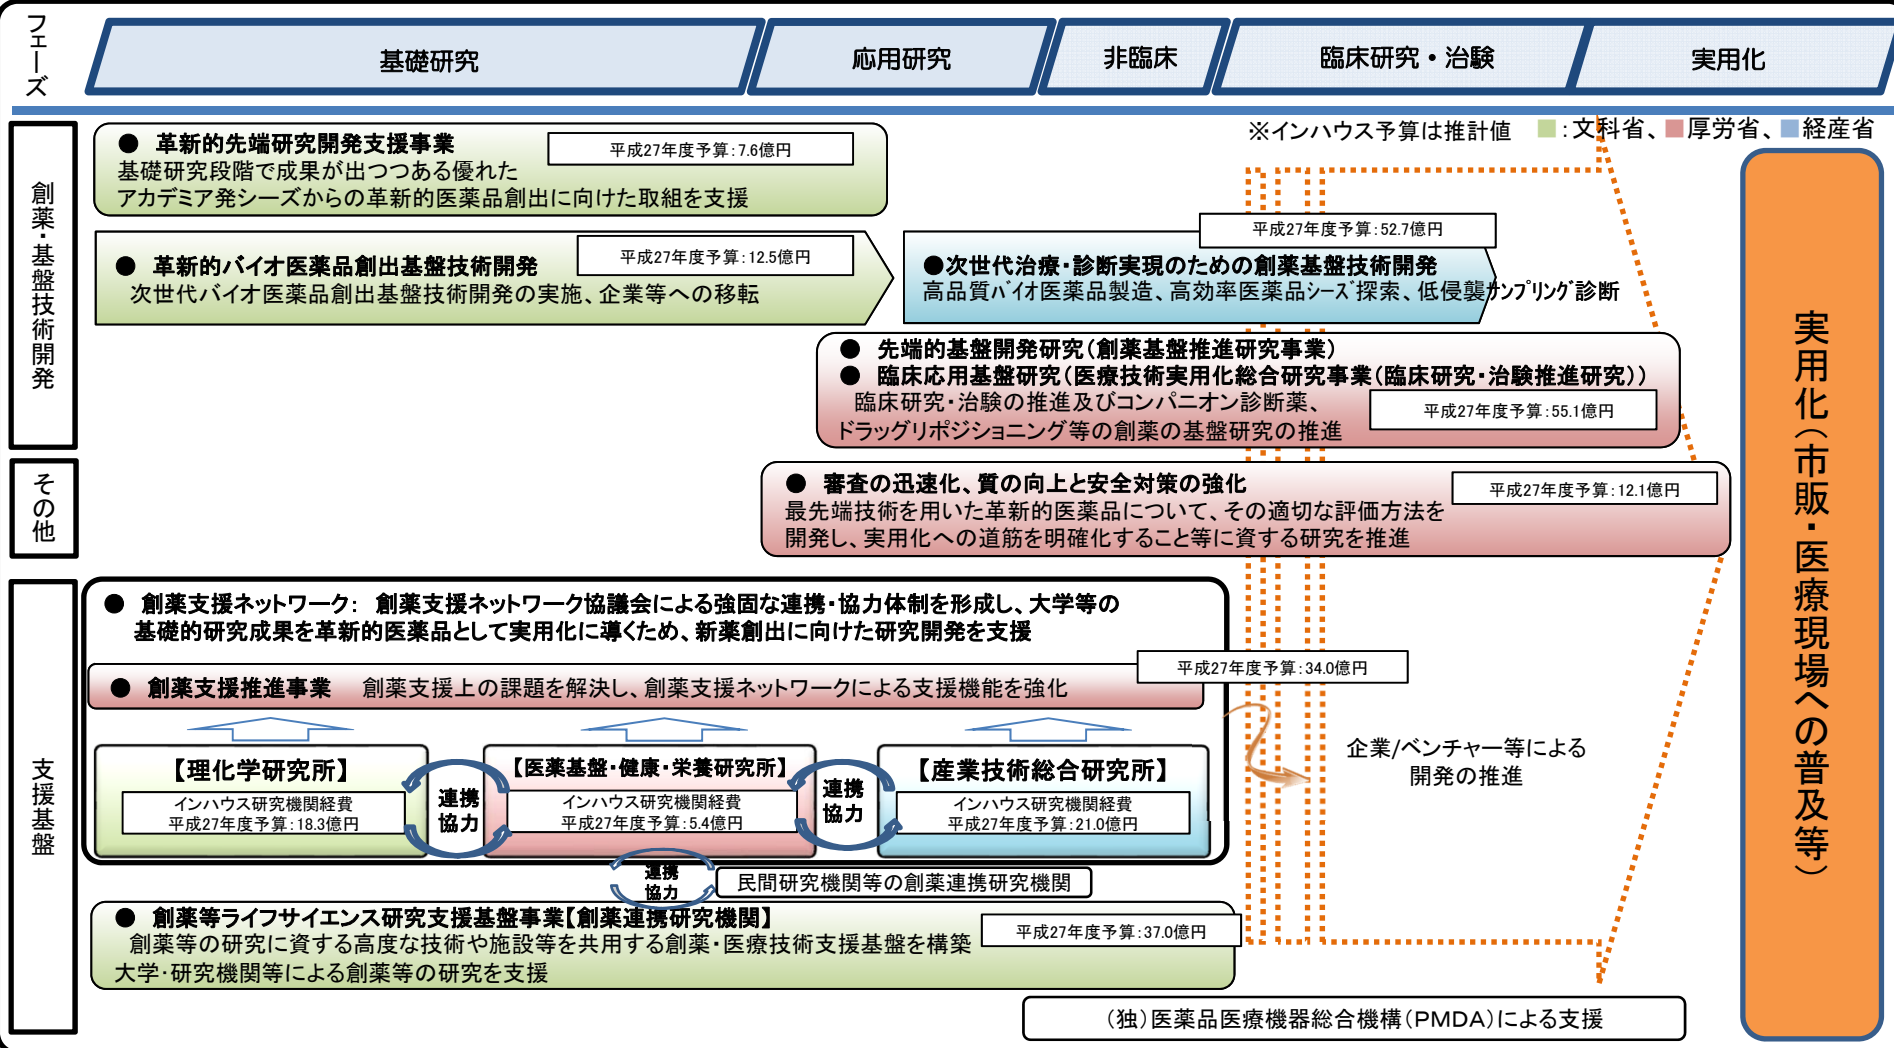 フェーズ
基礎研究
応用研究
非臨床
臨床研究・治験
実用化
※インハウス予算は推計値
:文科省、
厚労省、
経産省
創薬・基盤技術開発
● 革新的先端研究開発支援事業
平成27年度予算：7.6億円
基礎研究段階で成果が出つつある優れた
アカデミア発シーズからの革新的医薬品創出に向けた取組を支援
● 革新的バイオ医薬品創出基盤技術開発
平成27年度予算：12.5億円
次世代バイオ医薬品創出基盤技術開発の実施、企業等への移転
平成27年度予算：52.7億円
●次世代治療・診断実現のための創薬基盤技術開発
高品質バイオ医薬品製造、高効率医薬品シーズ探索、低侵襲サンプリング診断
● 先端的基盤開発研究（創薬基盤推進研究事業）
● 臨床応用基盤研究（医療技術実用化総合研究事業（臨床研究・治験推進研究））
臨床研究・治験の推進及びコンパニオン診断薬、
ドラッグリポジショニング等の創薬の基盤研究の推進
平成27年度予算：55.1億円
その他
● 審査の迅速化、質の向上と安全対策の強化
平成27年度予算：12.1億円
最先端技術を用いた革新的医薬品について、その適切な評価方法を
開発し、実用化への道筋を明確化すること等に資する研究を推進
支援基盤
● 創薬支援ネットワーク： 創薬支援ネットワーク協議会による強固な連携・協力体制を形成し、大学等の
基礎的研究成果を革新的医薬品として実用化に導くため、新薬創出に向けた研究開発を支援
平成27年度予算：34.0億円
● 創薬支援推進事業 創薬支援上の課題を解決し、創薬支援ネットワークによる支援機能を強化
【理化学研究所】
インハウス研究機関経費
平成27年度予算：18.3億円
連携
協力
【医薬基盤・健康・栄養研究所】
インハウス研究機関経費
平成27年度予算：5.4億円
連携
協力
【産業技術総合研究所】
インハウス研究機関経費
平成27年度予算：21.0億円
企業/ベンチャー等による
開発の推進
連携
協力
民間研究機関等の創薬連携研究機関
● 創薬等ライフサイエンス研究支援基盤事業【創薬連携研究機関】
平成27年度予算：37.0億円
創薬等の研究に資する高度な技術や施設等を共用する創薬・医療技術支援基盤を構築
大学・研究機関等による創薬等の研究を支援
（独）医薬品医療機器総合機構（ＰＭＤＡ）による支援
実用化（市販・医療現場への普及等）